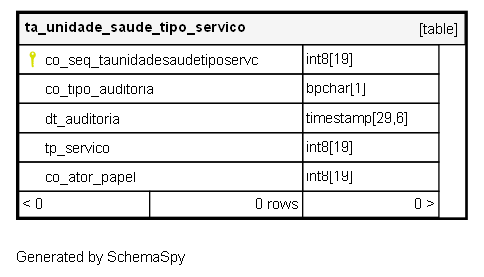 ta_unidade_saude_tipo_servico [table]
co_seq_taunidadesaudetiposervc int8[19]
co_tipo_auditoria bpchar[1]
dt_auditoria timestamp[29,6]
tp_servico int8[19]
co_ator_papel int8[19]
< 0 0 rows 0 >
Generated by SchemaSpy